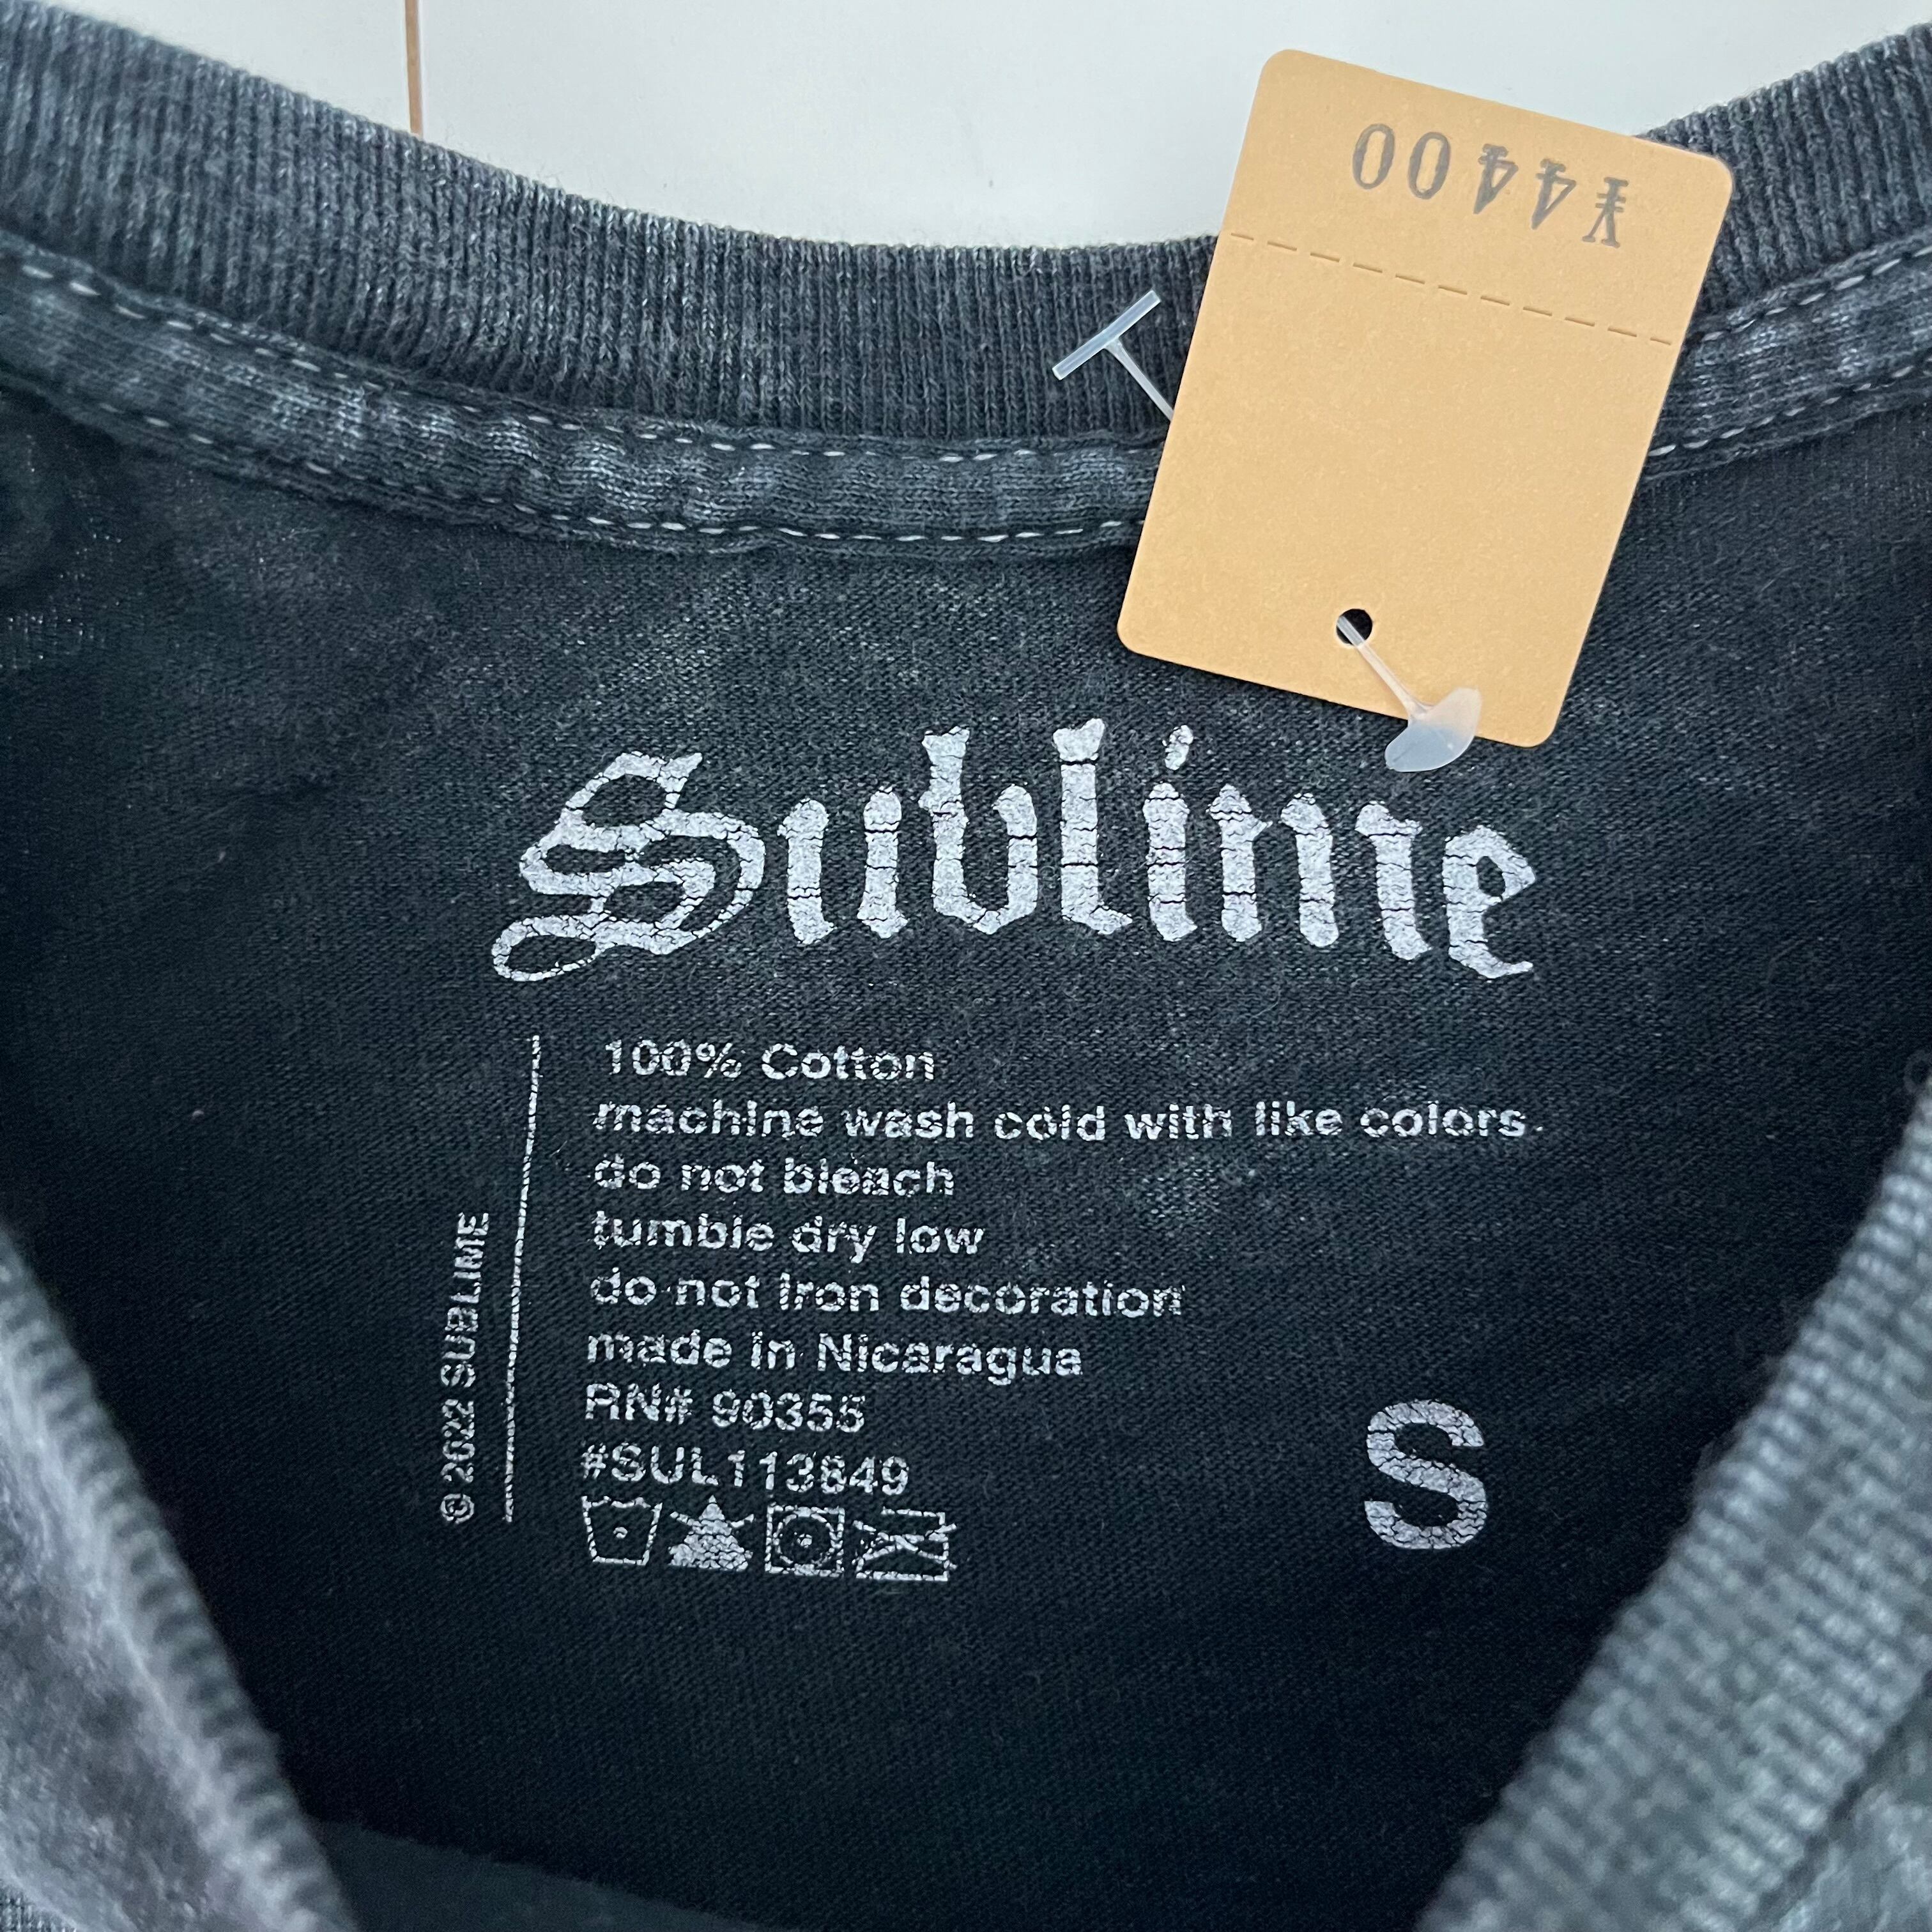 ¥4400
Sublime
100% Cotton
machine wash cold with like colors.
do not bleach
tumble dry low
do not iron decoration
made in Nicaragua
RN# 90355
#SUL113849
S
© 2022 SUBLIME